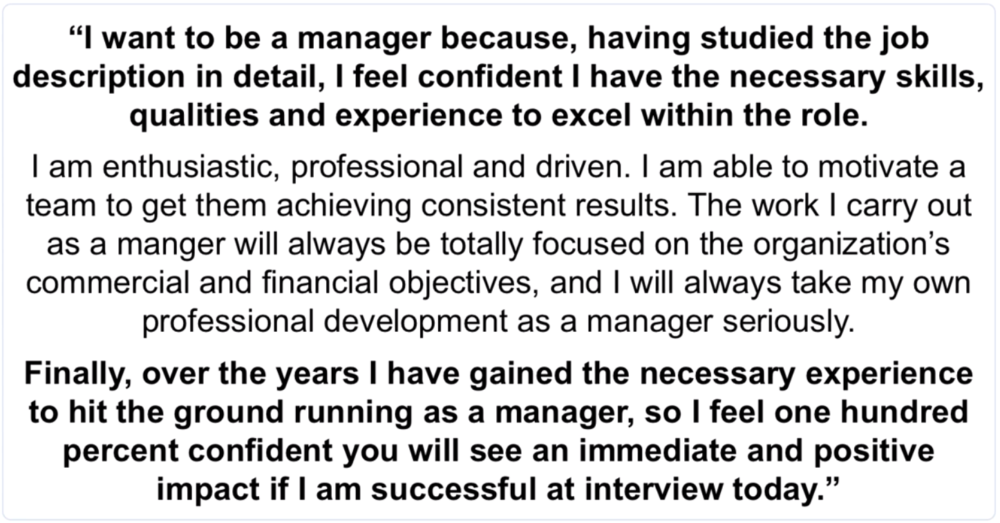 “I want to be a manager because, having studied the job
description in detail, I feel confident I have the necessary skills,
qualities and experience to excel within the role.
I am enthusiastic, professional and driven. I am able to motivate a
team to get them achieving consistent results. The work I carry out
as a manger will always be totally focused on the organization’s
commercial and financial objectives, and I will always take my own
professional development as a manager seriously.
Finally, over the years I have gained the necessary experience
to hit the ground running as a manager, so I feel one hundred
percent confident you will see an immediate and positive
impact if I am successful at interview today.”